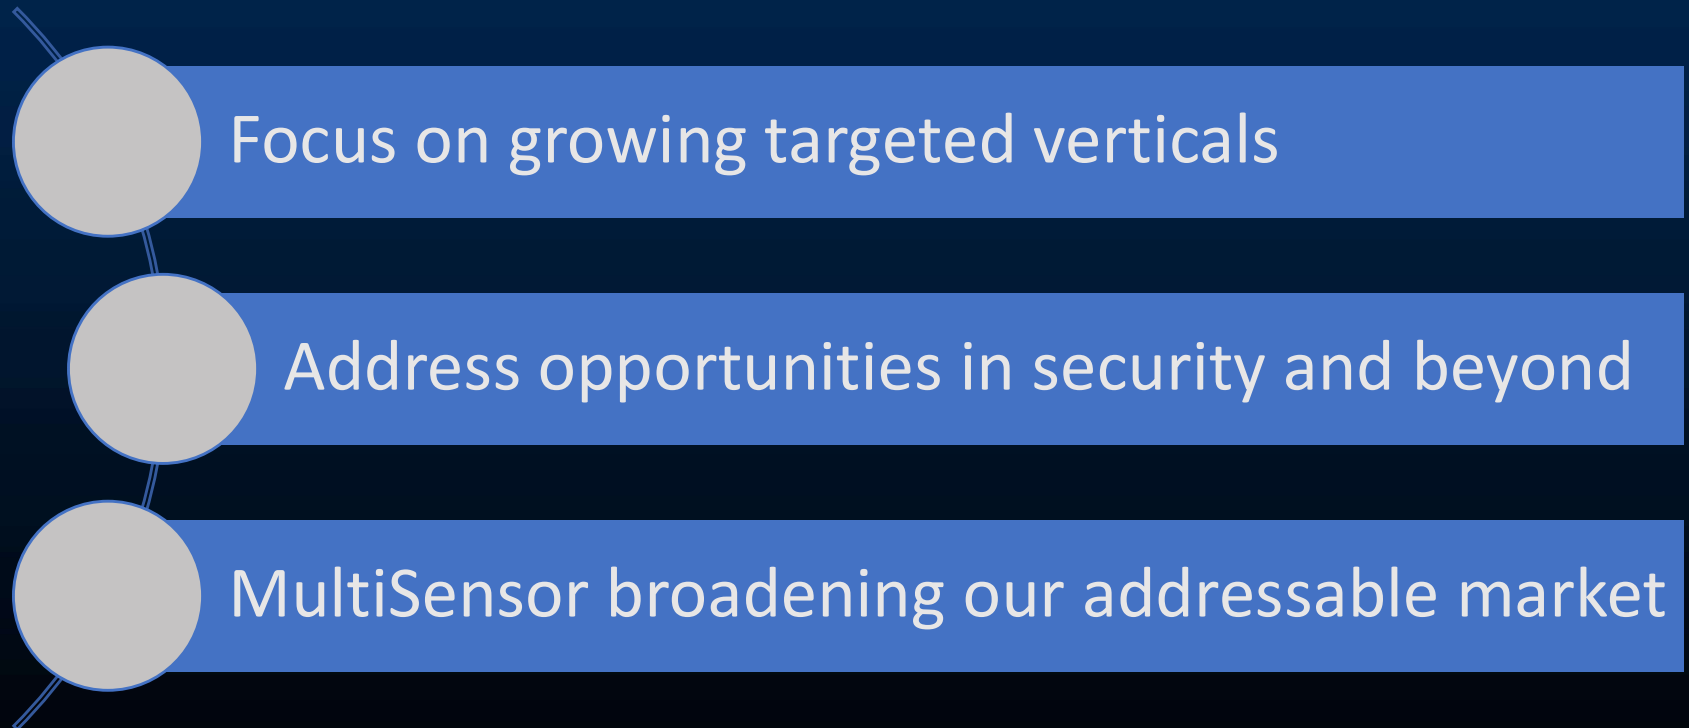 Focus on growing targeted verticals
Address opportunities in security and beyond
MultiSensor broadening our addressable market